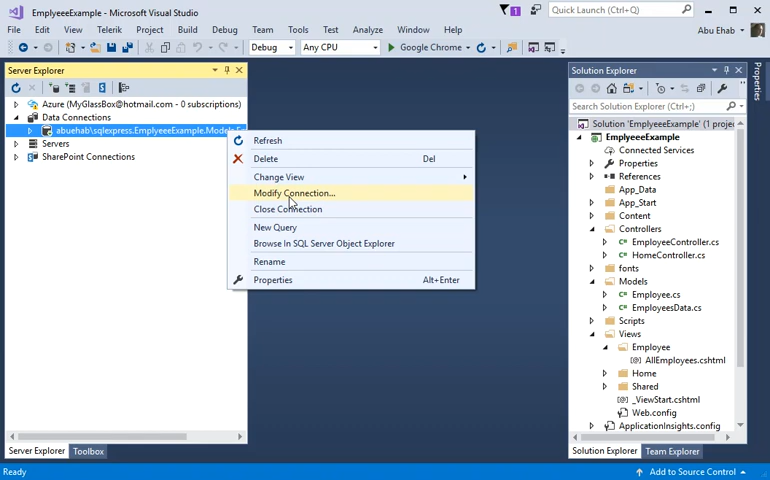 EmplyeeeExample - Microsoft Visual Studio
1
Quick Launch (Ctrl+Q)
File Edit View Telerik Project Build Debug Team Tools Test Analyze Window Help
Abu Ehab
Debug Any CPU Google Chrome
Server Explorer
Azure (MyGlassBox@hotmail.com - 0 subscriptions)
Data Connections
abuehab\sqlexpress.EmplyeeeExample.Models.
Servers
SharePoint Connections
Refresh
Delete Del
Change View
Modify Connection...
Close Connection
New Query
Browse In SQL Server Object Explorer
Rename
Properties Alt+Enter
Solution Explorer
Search Solution Explorer (Ctrl+;)
Solution 'EmplyeeeExample' (1 projec
EmplyeeeExample
Connected Services
Properties
References
App_Data
App_Start
Content
Controllers
EmployeeController.cs
HomeController.cs
fonts
Models
Employee.cs
EmployeesData.cs
Scripts
Views
Employee
AllEmployees.cshtml
Home
Shared
_ViewStart.cshtml
Web.config
ApplicationInsights.config
Properties
Server Explorer Toolbox
Solution Explorer Team Explorer
Ready
Add to Source Control